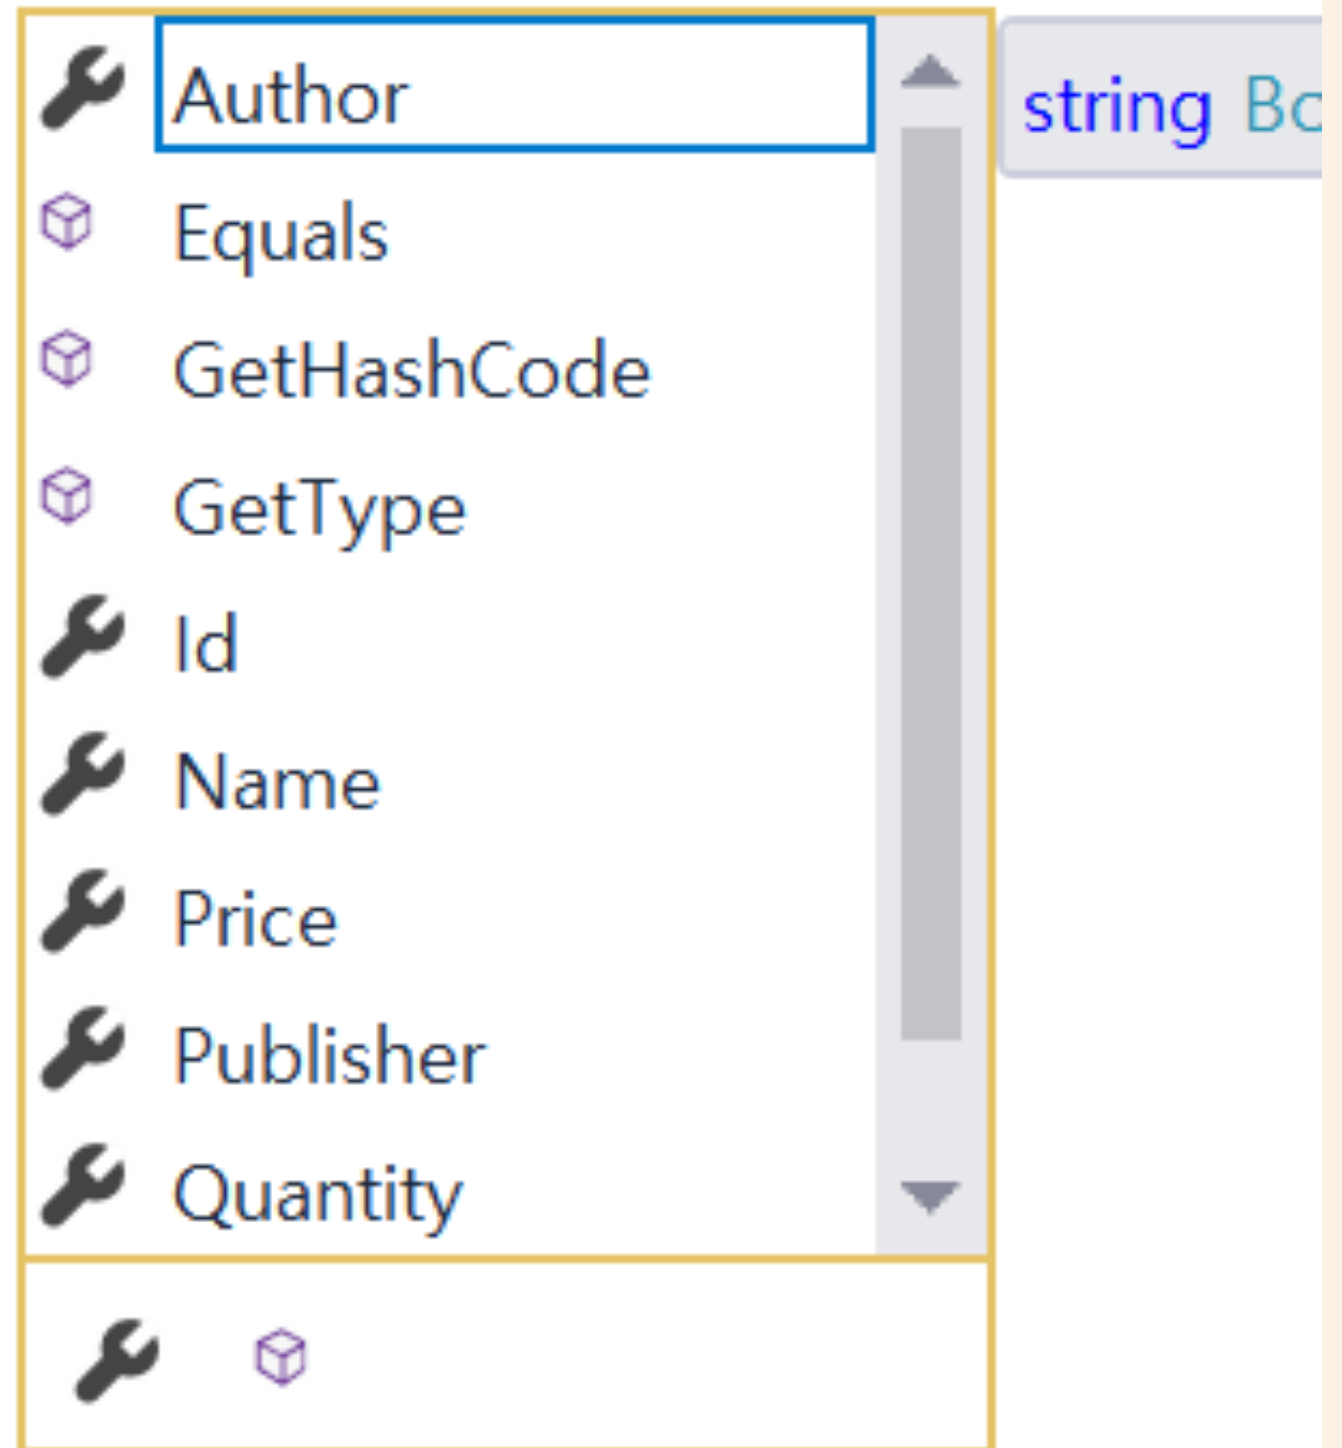 Author
string
Equals
GetHashCode
GetType
Id
Name
Price
Publisher
Quantity